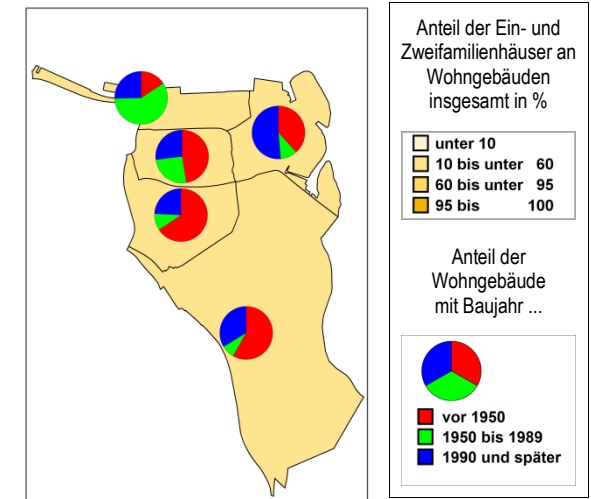 Anteil der Ein- und
Zweifamilienhäuser an
Wohngebäuden
insgesamt in %
unter 10
10 bis unter 60
60 bis unter 95
95 bis 100
Anteil der
Wohngebäude
mit Baujahr ...
vor 1950
1950 bis 1989
1990 und später